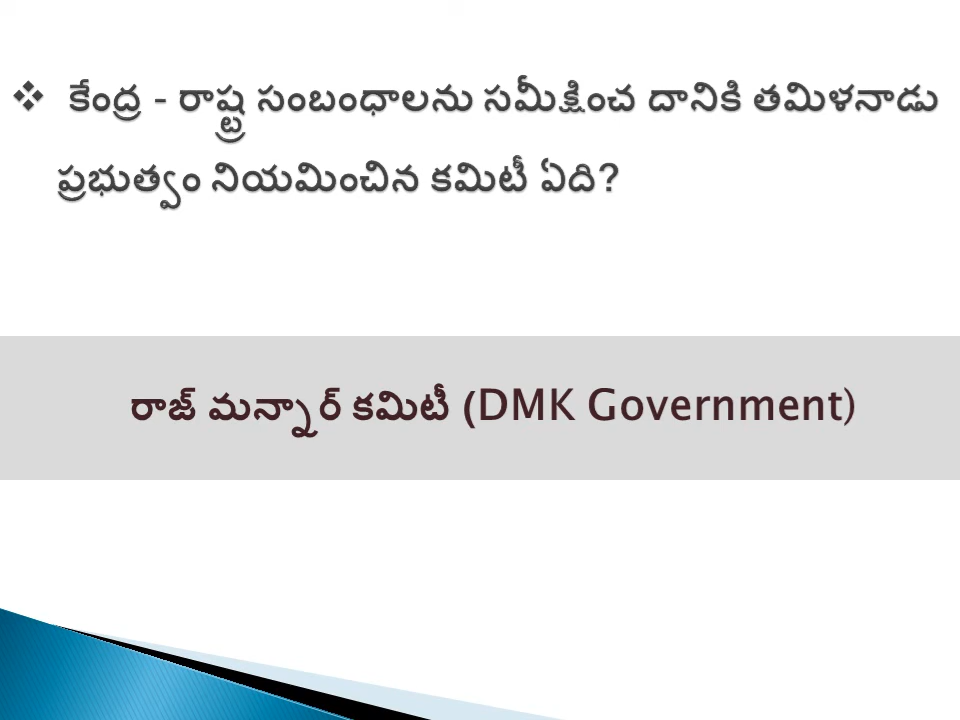 ❖ కేంద్ర - రాష్ట్ర సంబంధాలను సమీక్షించ దానికి తమిళనాడు
ప్రభుత్వం నియమించిన కమిటీ ఏది?
రాజ్ మన్నార్ కమిటీ (DMK Government)